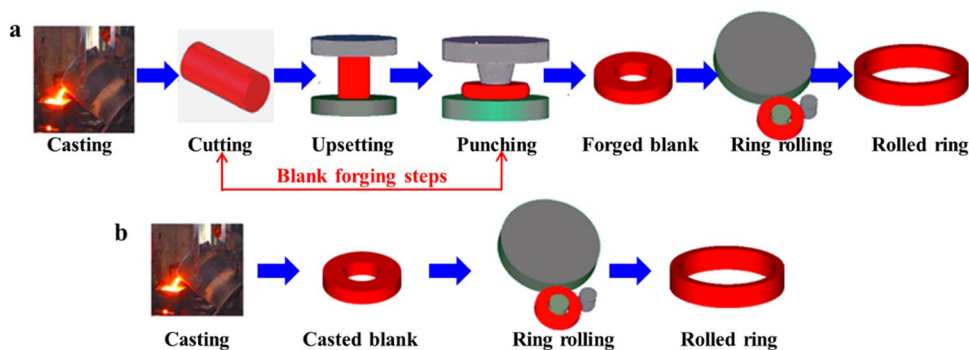 a
Casting Cutting Upsetting Punching Forged blank Ring rolling Rolled ring
Blank forging steps
b
Casting Casted blank Ring rolling Rolled ring